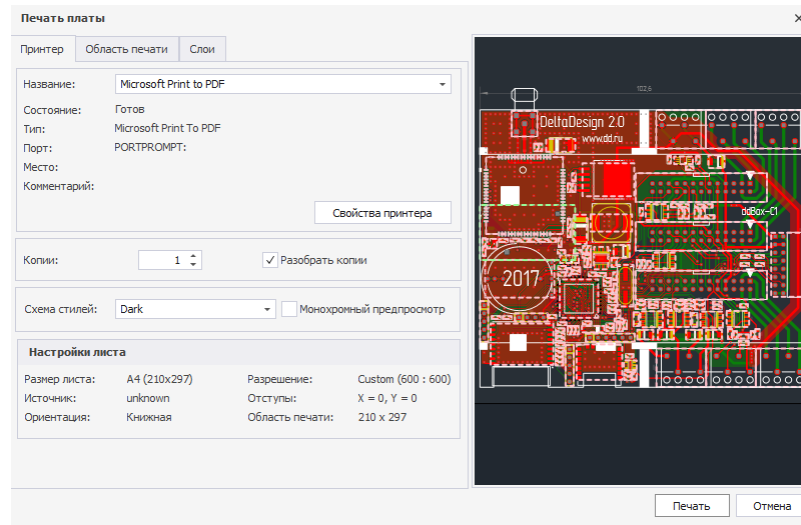 Печать платы
Принтер Область печати Слои
Название: Microsoft Print to PDF
Состояние: Готов
Тип: Microsoft Print To PDF
Порт: PORTPROMPT:
Место:
Комментарий:
Свойства принтера
Копии: 1 Разобрать копии
Схема стилей: Dark Монохромный предпросмотр
Настройки листа
Размер листа: A4 (210x297) Разрешение: Custom (600 : 600)
Источник: unknown Отступы: X = 0, Y = 0
Ориентация: Книжная Область печати: 210 x 297
102,6
DeltaDesign 2.0
www.dd.ru
ddBox-C1
2017
Печать Отмена